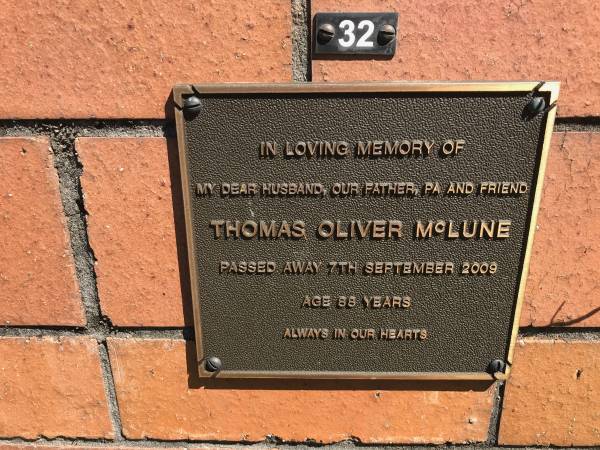 32
IN LOVING MEMORY OF
MY DEAR HUSBAND, OUR FATHER, PA AND FRIEND
THOMAS OLIVER McLUNE
PASSED AWAY 7TH SEPTEMBER 2009
AGE 86 YEARS
ALWAYS IN OUR HEARTS